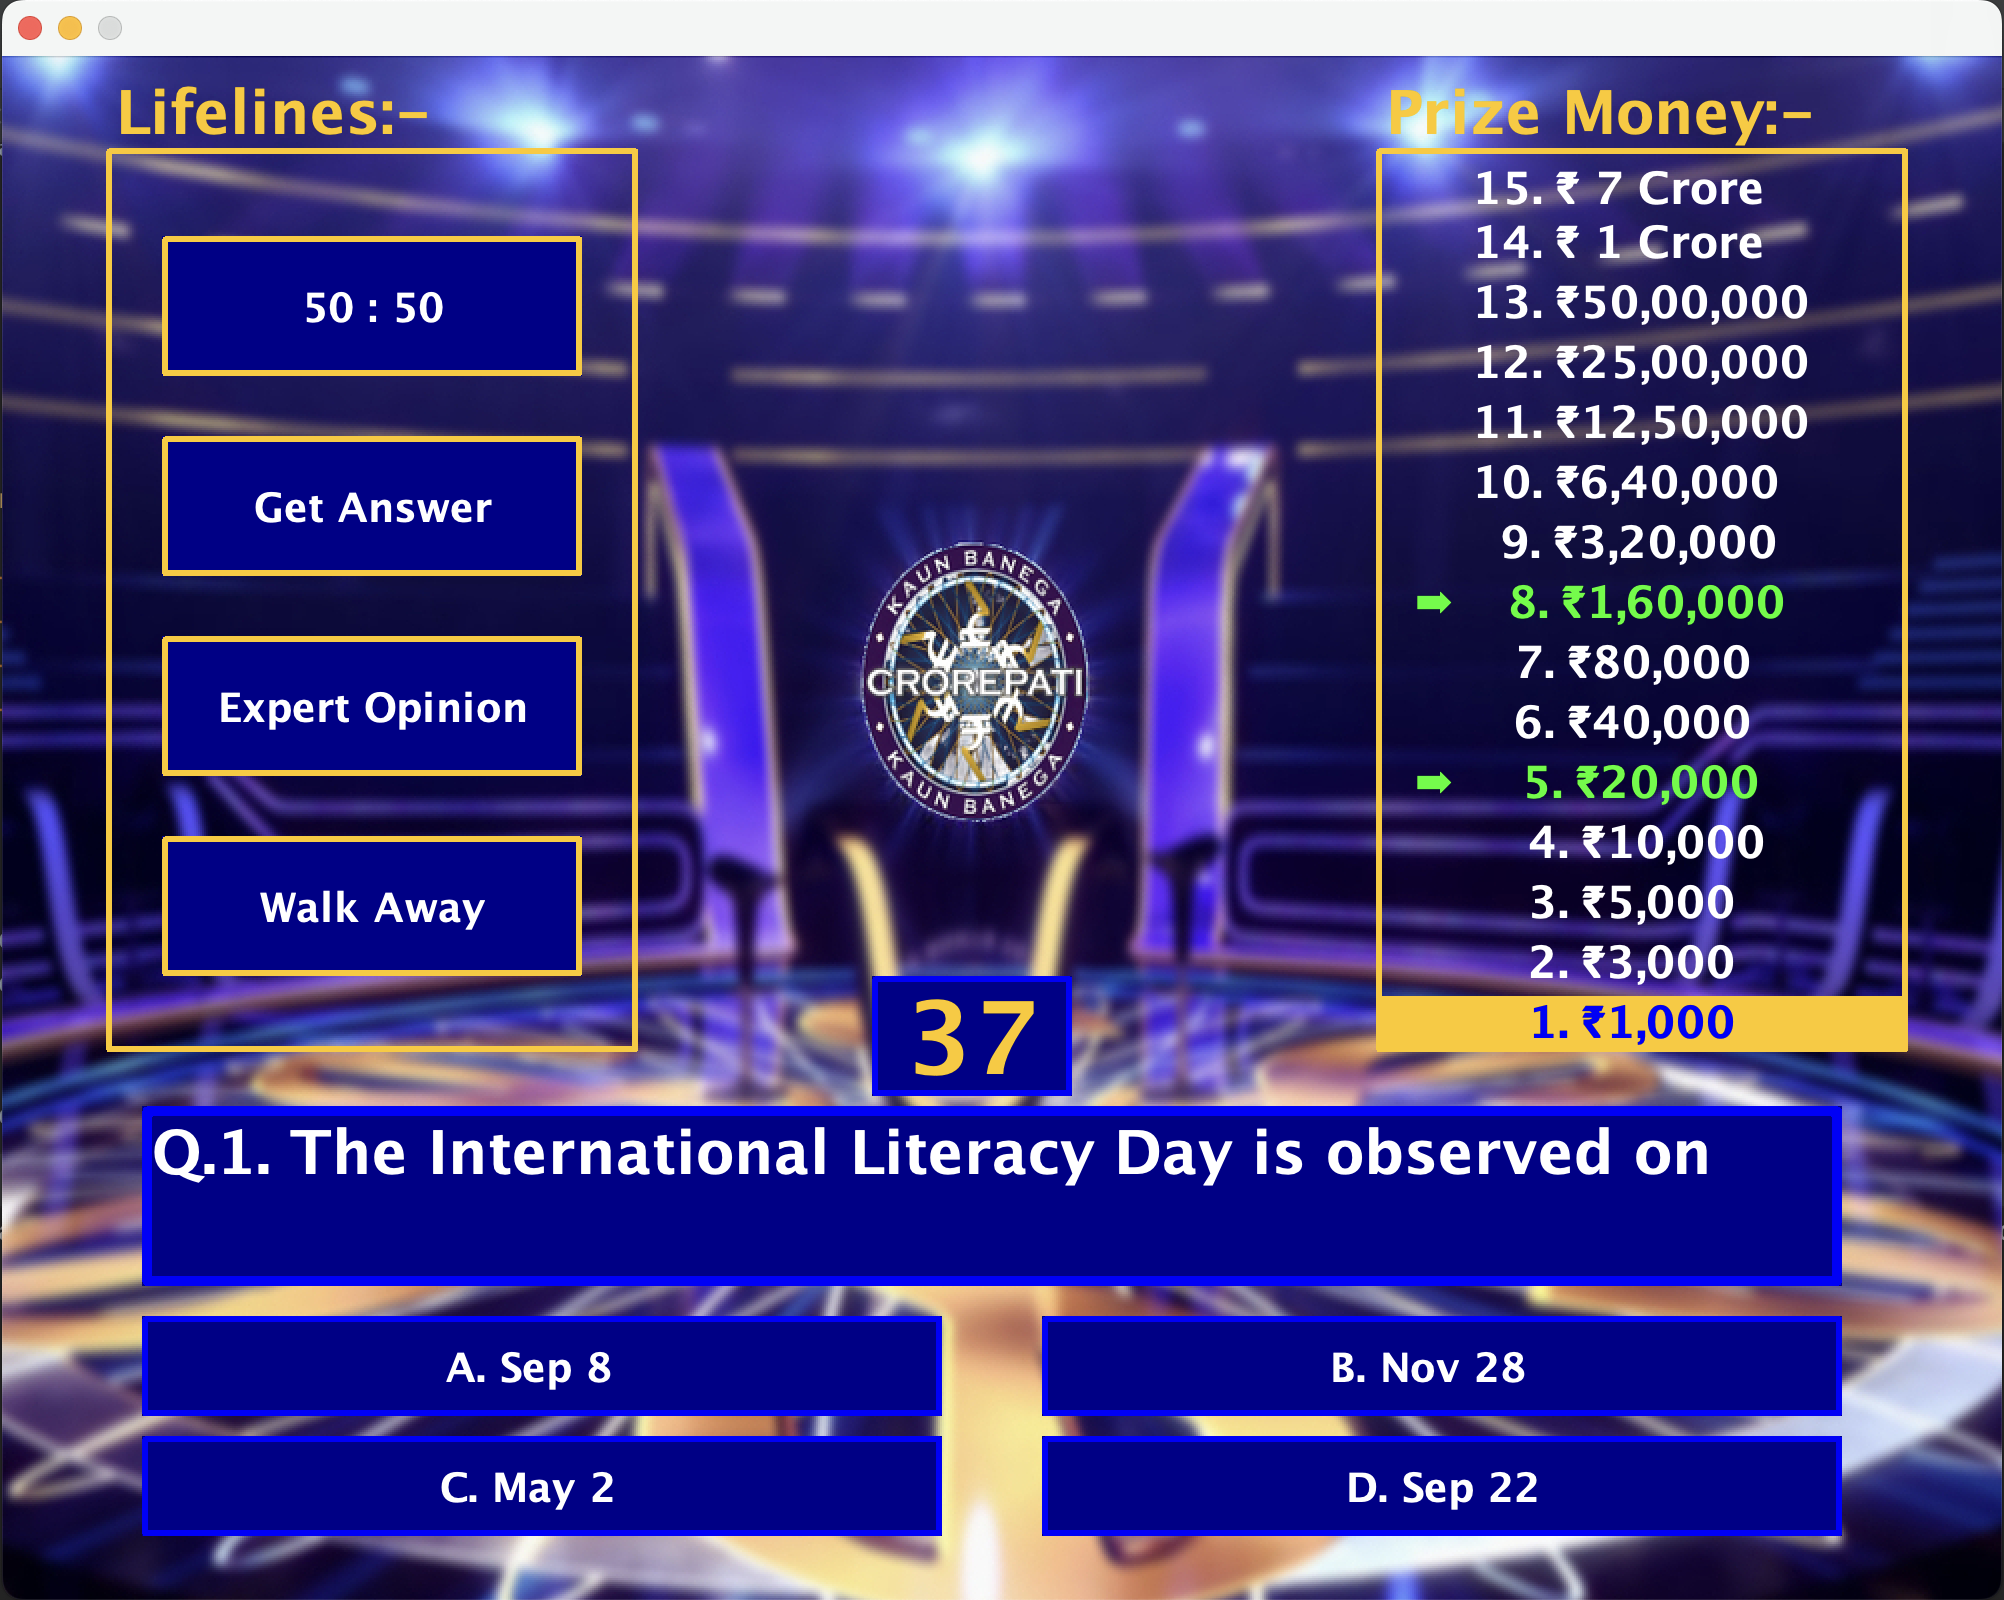 Lifelines:–
50 : 50
Get Answer
Expert Opinion
Walk Away
Prize Money:–
15. ₹ 7 Crore
14. ₹ 1 Crore
13. ₹50,00,000
12. ₹25,00,000
11. ₹12,50,000
10. ₹6,40,000
9. ₹3,20,000
➡ 8. ₹1,60,000
7. ₹80,000
6. ₹40,000
➡ 5. ₹20,000
4. ₹10,000
3. ₹5,000
2. ₹3,000
1. ₹1,000
KAUN BANEGA
CROREPATI
KAUN BANEGA
37
Q.1. The International Literacy Day is observed on
A. Sep 8
B. Nov 28
C. May 2
D. Sep 22